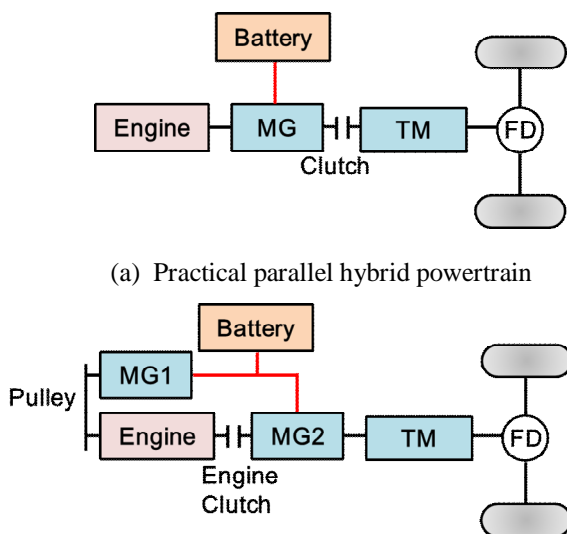 Battery
Engine
MG
TM
FD
Clutch
(a) Practical parallel hybrid powertrain
Battery
MG1
Pulley
Engine
MG2
TM
FD
Engine
Clutch